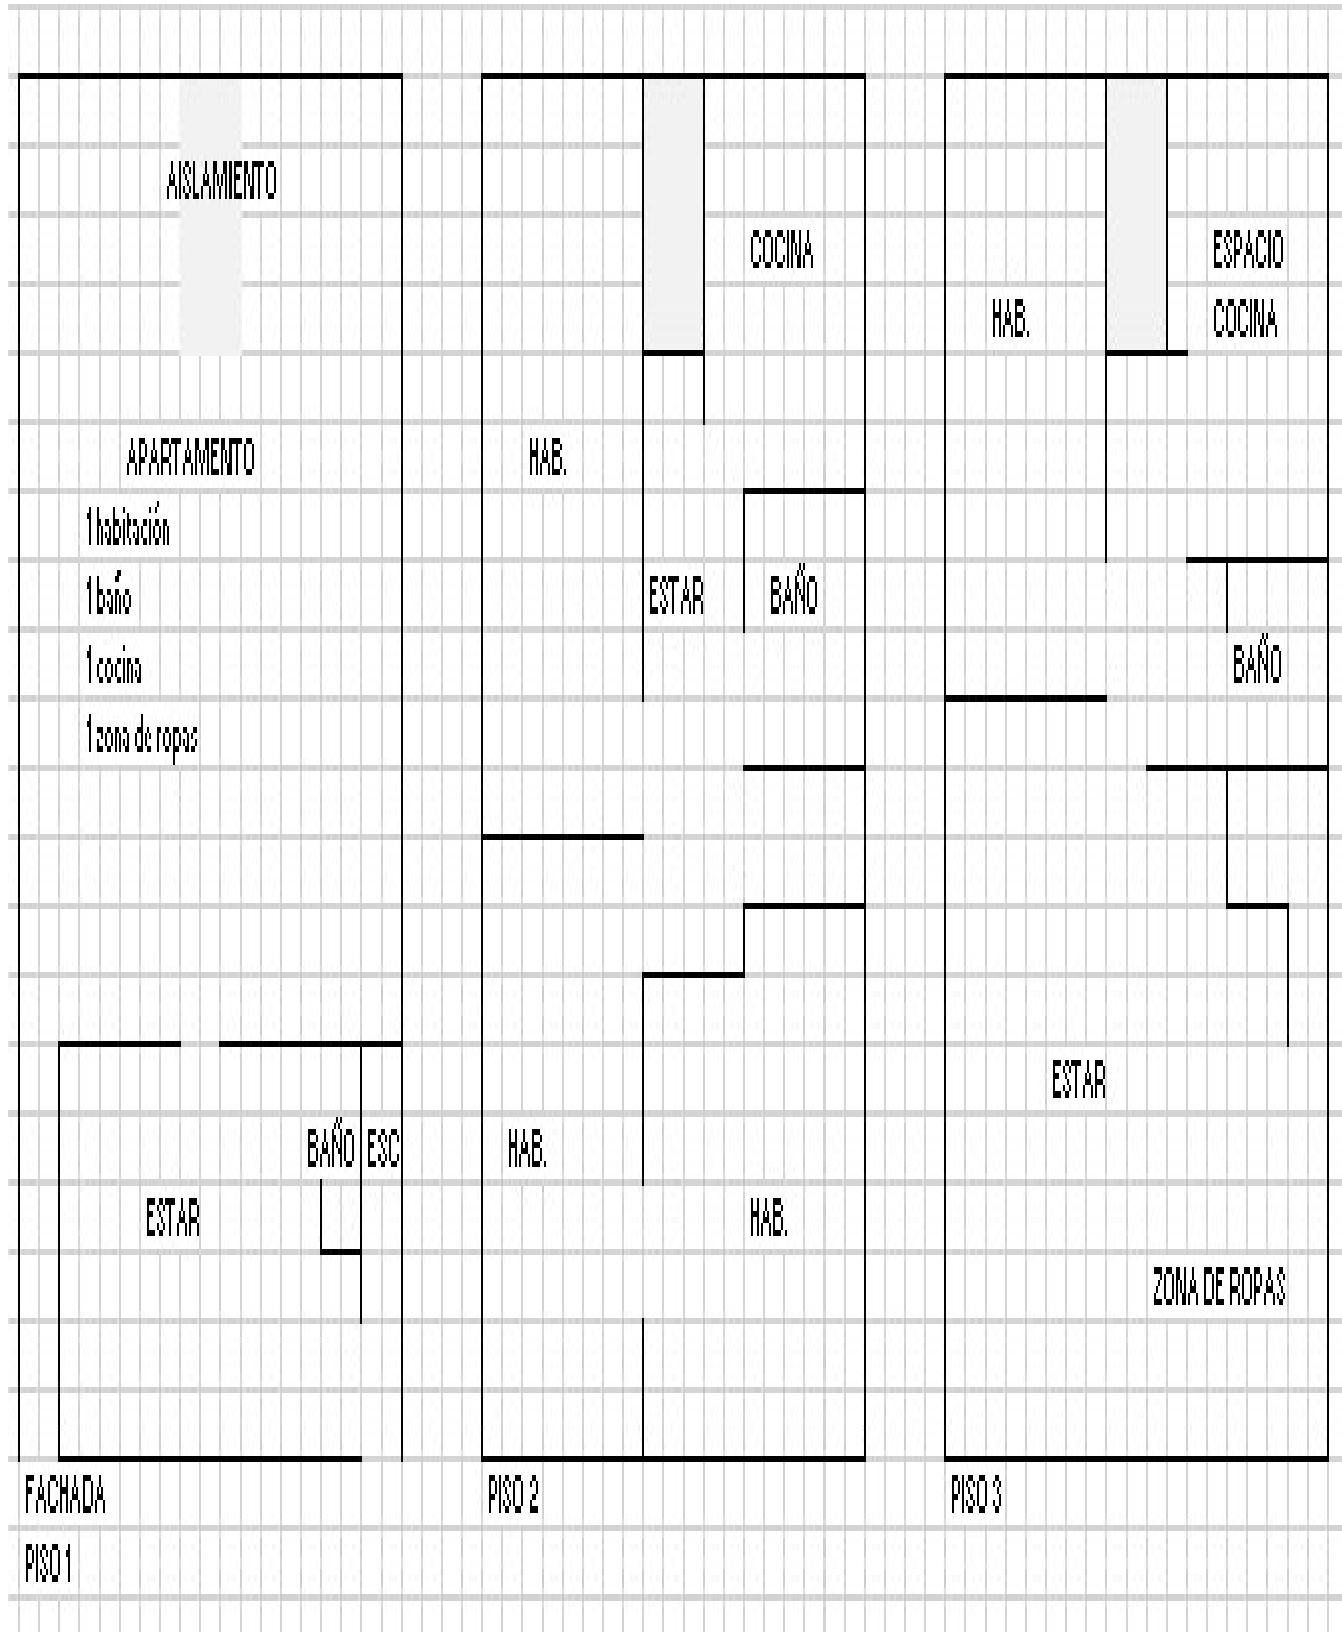 AISLAMIENTO
APARTAMENTO
1 habitación
1 baño
1 cocina
1 zona de ropas
BAÑO ESC
ESTAR
FACHADA
PISO 1
COCINA
HAB.
ESTAR BAÑO
HAB.
HAB.
PISO 2
ESPACIO
HAB. COCINA
BAÑO
ESTAR
ZONA DE ROPAS
PISO 3